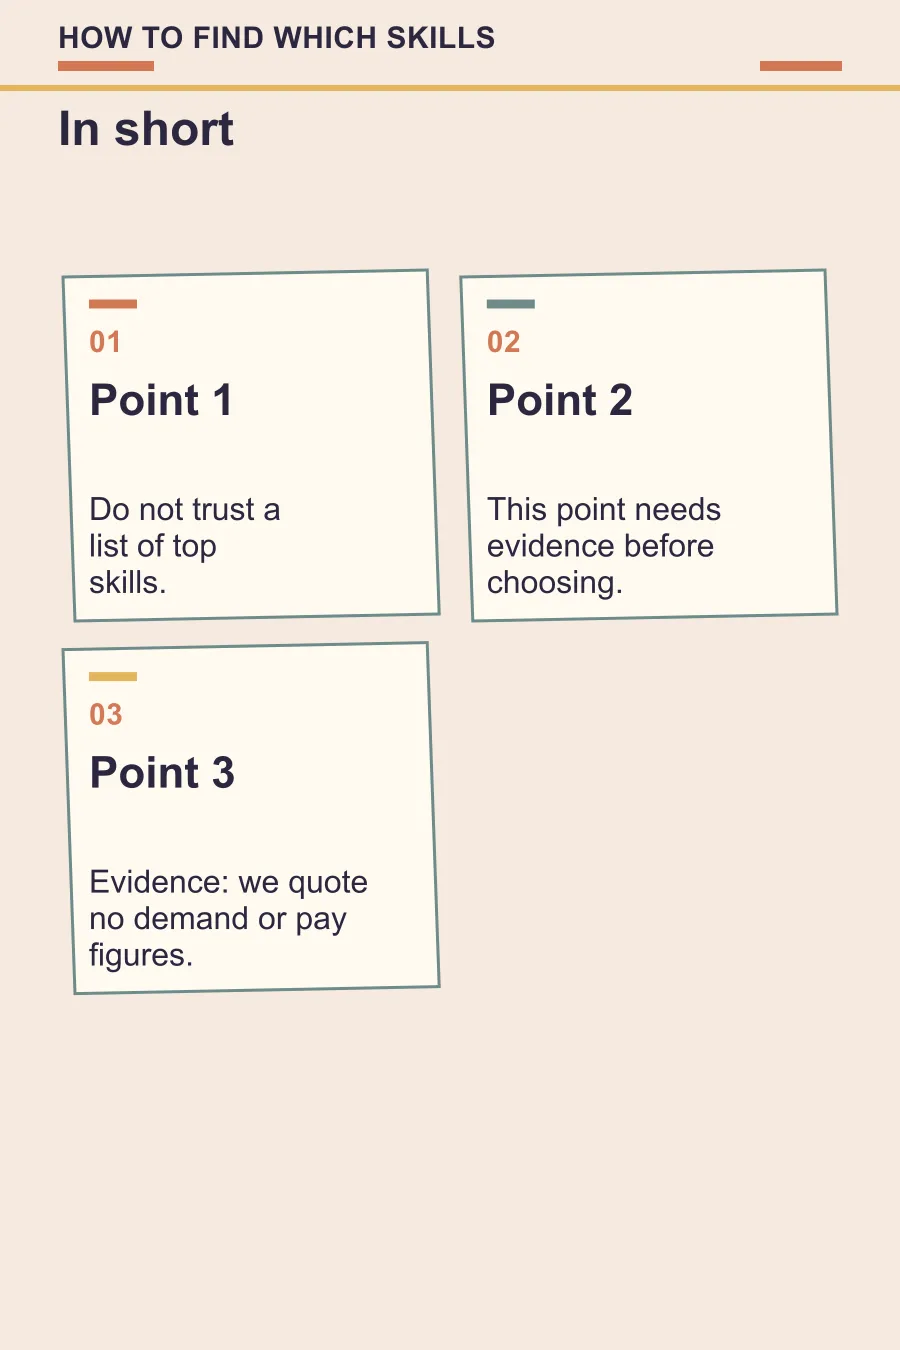 HOW TO FIND WHICH SKILLS
In short
01
Point 1
Do not trust a
list of top
skills.
02
Point 2
This point needs
evidence before
choosing.
03
Point 3
Evidence: we quote
no demand or pay
figures.